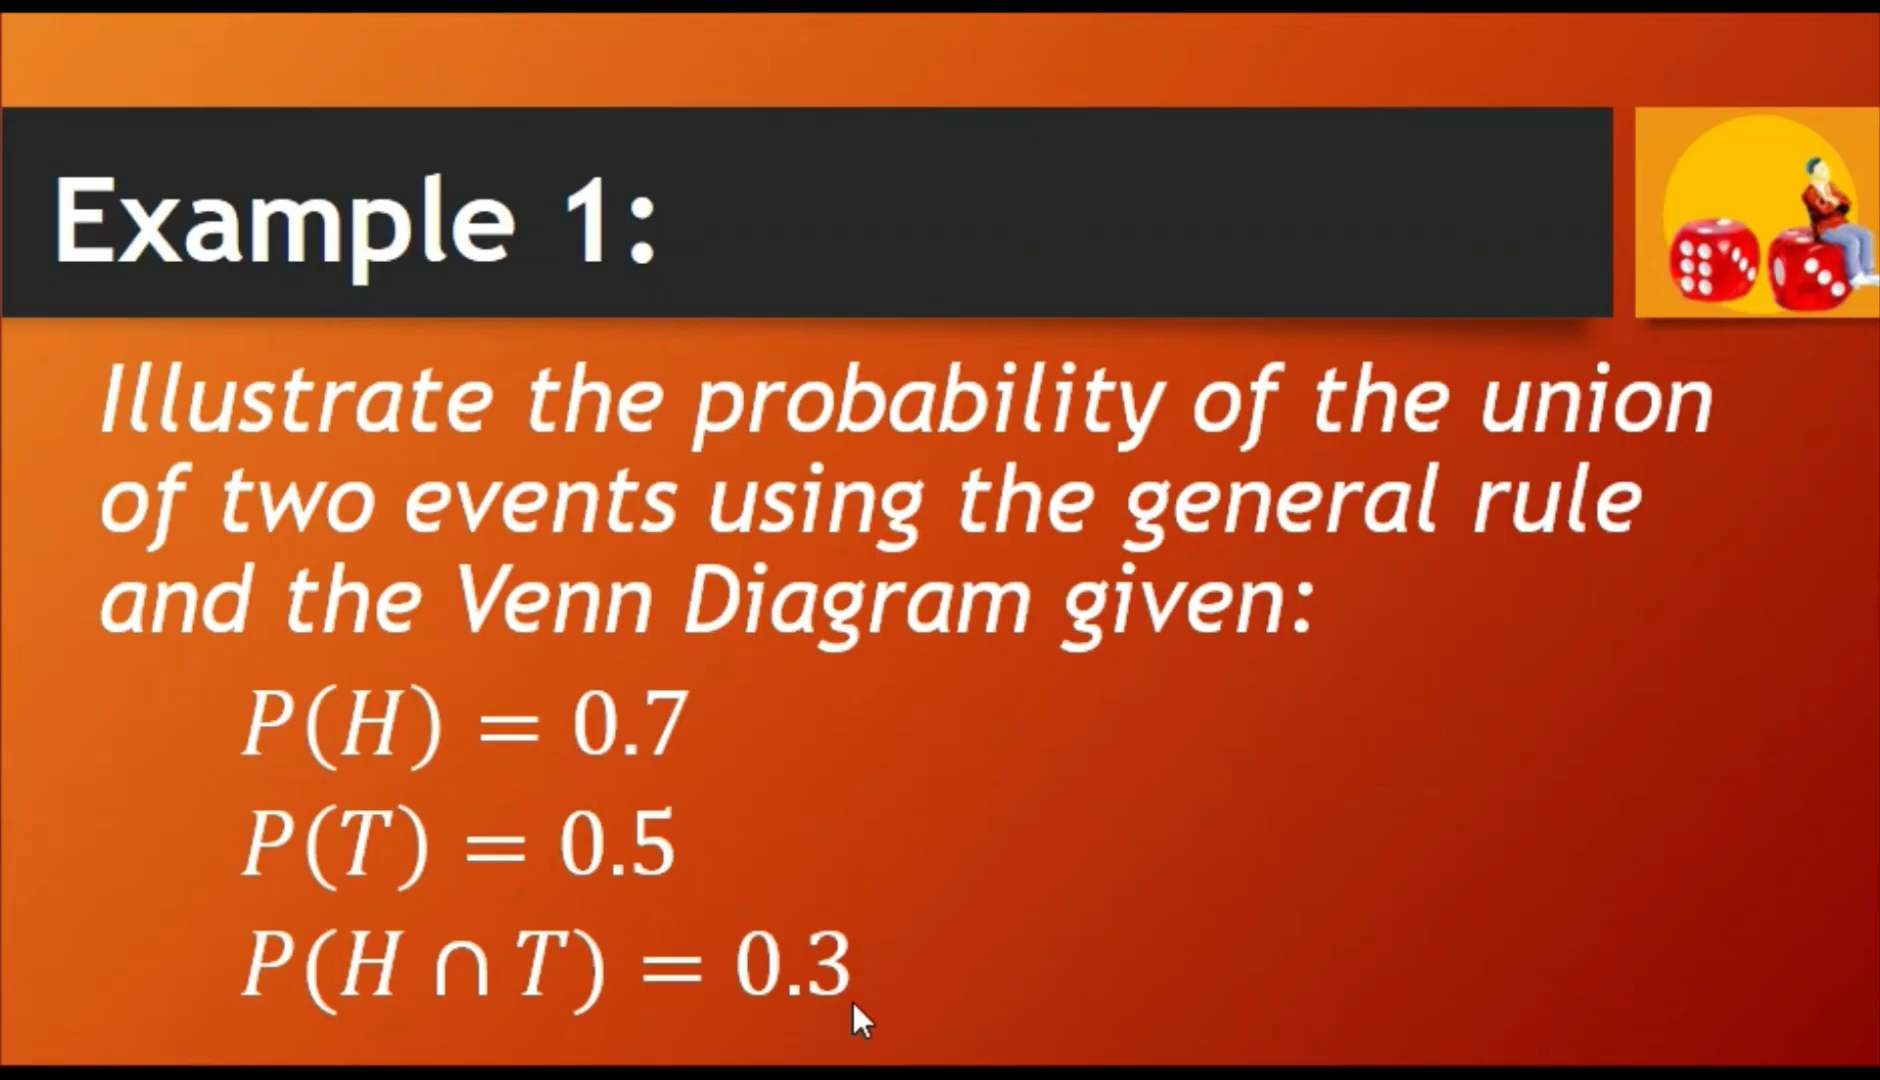 Example 1:
Illustrate the probability of the union
of two events using the general rule
and the Venn Diagram given:
P(H) = 0.7
P(T) = 0.5
P(H ∩ T) = 0.3